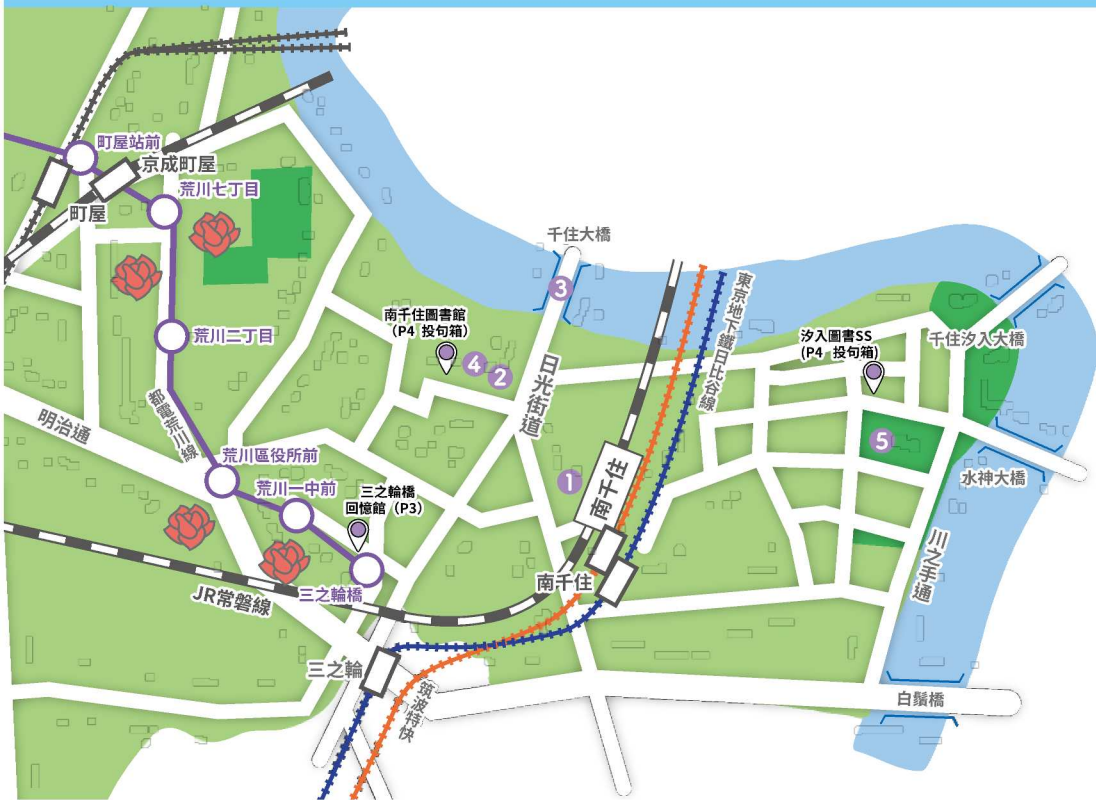 町屋站前
京成町屋
荒川七丁目
町屋
千住大橋
3
東京地下鐵日比谷線
南千住圖書館
(P4 投句箱)
汐入圖書SS
(P4 投句箱)
千住汐入大橋
荒川二丁目
4
2
日光街道
都電荒川線
明治通
5
荒川區役所前
水神大橋
荒川一中前
三之輪橋
回憶館(P3)
1
南千住
川之手通
南千住
三之輪橋
JR常磐線
三之輪
筑波特快
白鬚橋